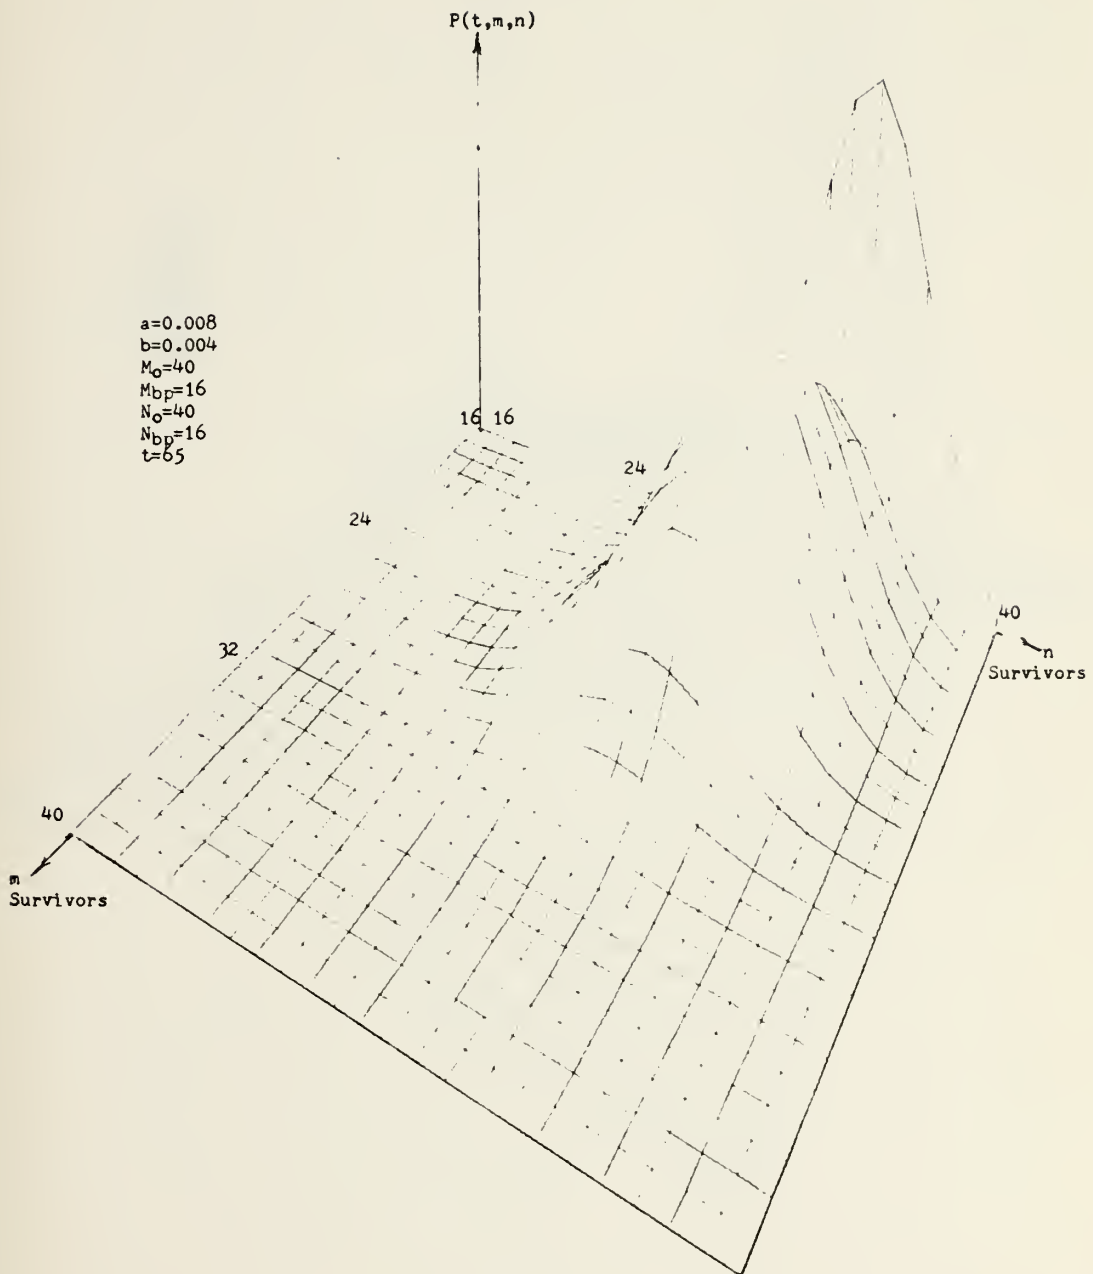 P(t,m,n)
a=0.008
b=0.004
Mo=40
Mbp=16
No=40
Nbp=16
t=65
16 16
24
24
32
40
40
n
Survivors
m
Survivors